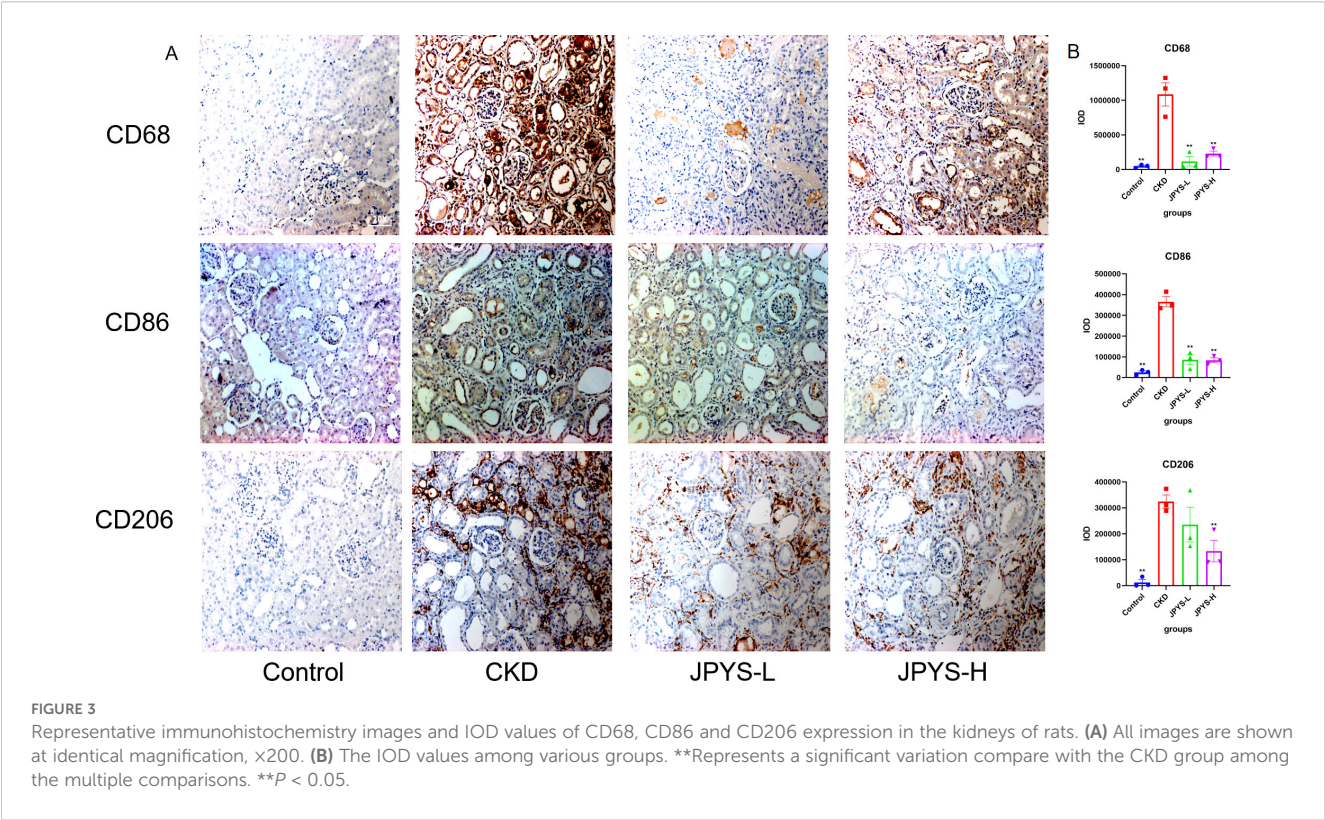 A
B
CD68
CD86
CD206
Control
CKD
JPYS-L
JPYS-H
CD68
IOD
1500000
1000000
500000
0
**
**
**
Control
CKD
JPYS-L
JPYS-H
groups
CD86
IOD
500000
400000
300000
200000
100000
0
**
**
**
Control
CKD
JPYS-L
JPYS-H
groups
CD206
IOD
400000
300000
200000
100000
0
**
**
Control
CKD
JPYS-L
JPYS-H
groups
FIGURE 3
Representative immunohistochemistry images and IOD values of CD68, CD86 and CD206 expression in the kidneys of rats. (A) All images are shown
at identical magnification, ×200. (B) The IOD values among various groups. **Represents a significant variation compare with the CKD group among
the multiple comparisons. **P < 0.05.